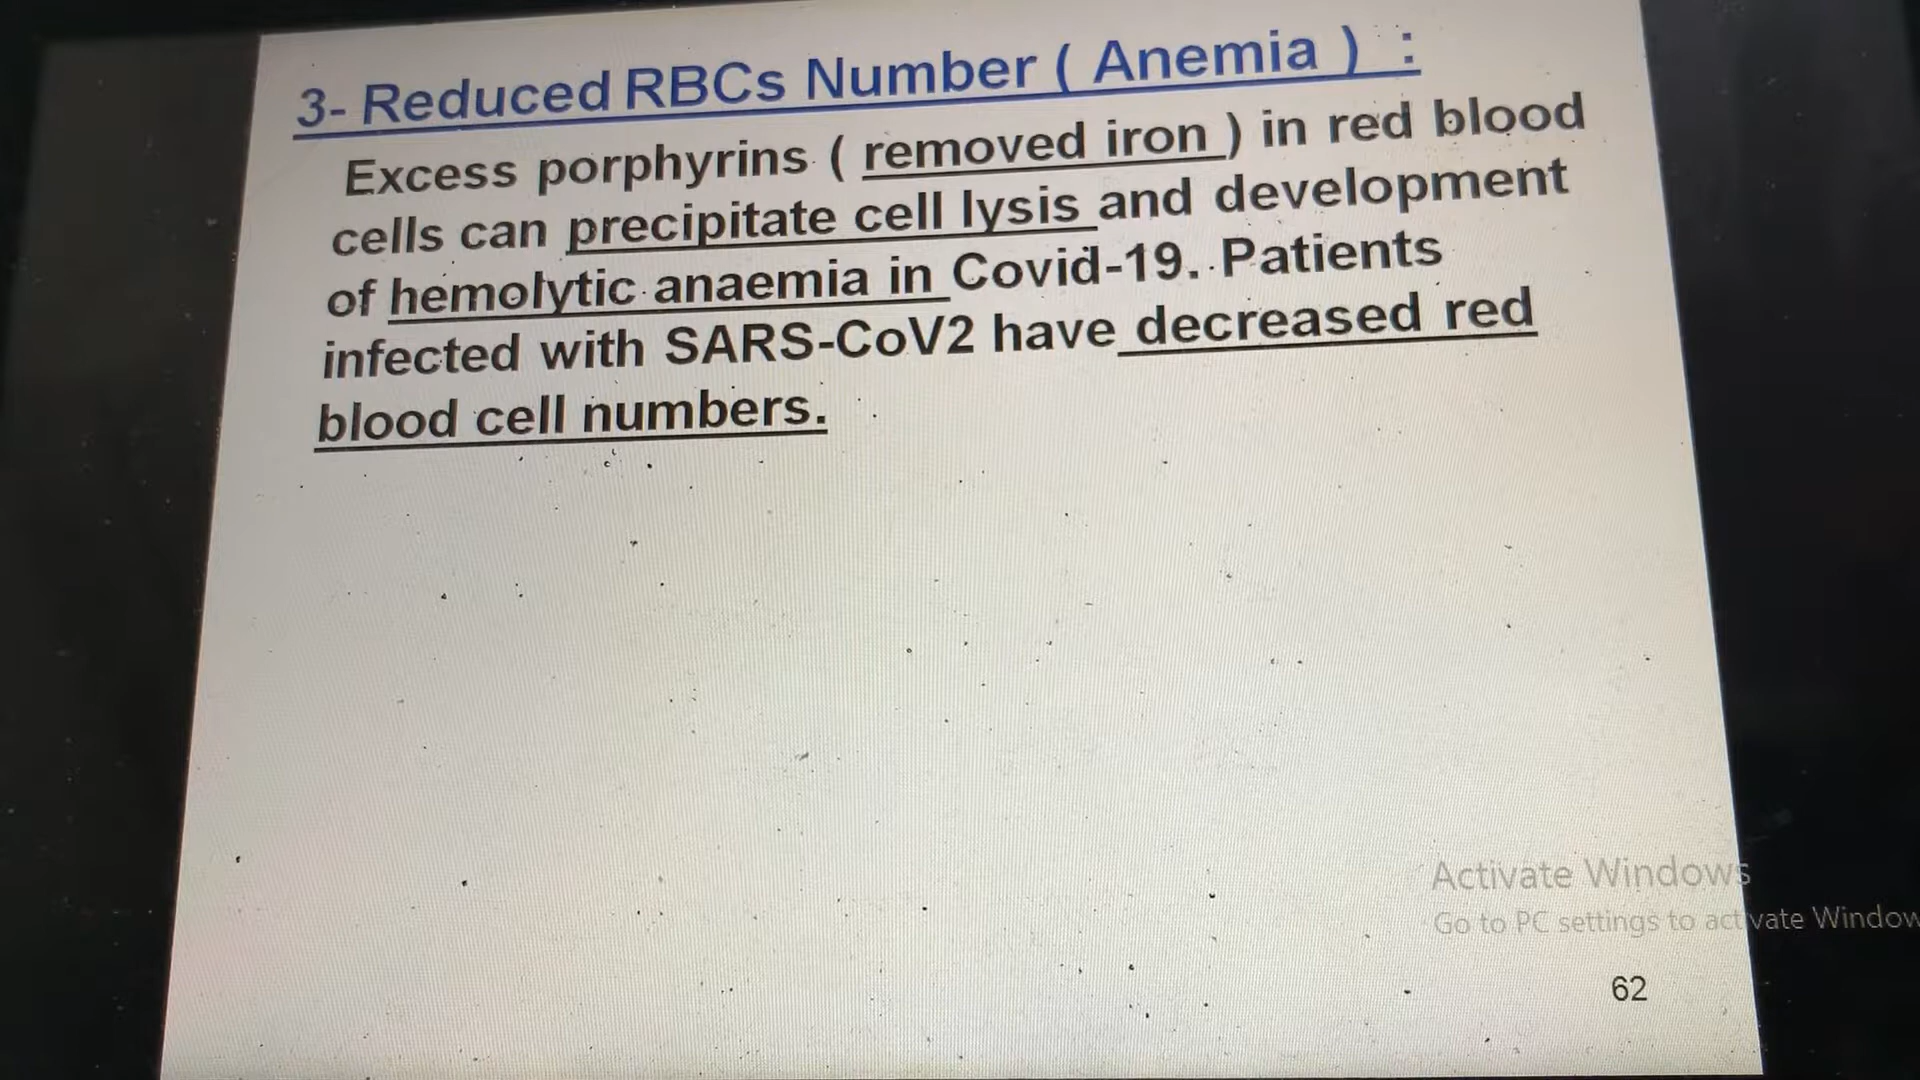 3- Reduced RBCs Number ( Anemia ) :
Excess porphyrins ( removed iron ) in red blood
cells can precipitate cell lysis and development
of hemolytic anaemia in Covid-19. Patients
infected with SARS-CoV2 have decreased red
blood cell numbers.
Activate Windows
Go to PC settings to activate Window
62